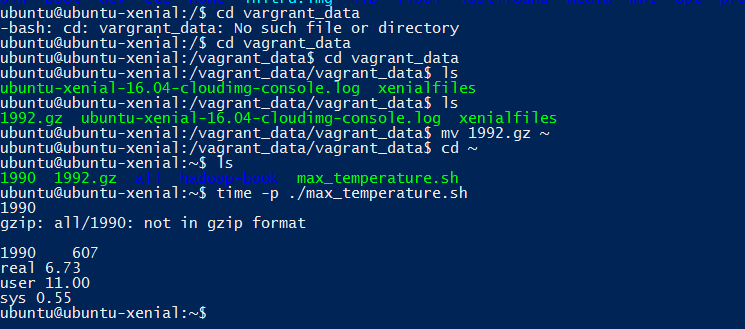 ubuntu@ubuntu-xenial:/$ cd vargrant_data
-bash: cd: vargrant_data: No such file or directory
ubuntu@ubuntu-xenial:/$ cd vagrant_data
ubuntu@ubuntu-xenial:/vagrant_data$ cd vagrant_data
ubuntu@ubuntu-xenial:/vagrant_data/vagrant_data$ ls
ubuntu-xenial-16.04-cloudimg-console.log  xenialfiles
ubuntu@ubuntu-xenial:/vagrant_data/vagrant_data$ ls
1992.gz  ubuntu-xenial-16.04-cloudimg-console.log  xenialfiles
ubuntu@ubuntu-xenial:/vagrant_data/vagrant_data$ mv 1992.gz ~
ubuntu@ubuntu-xenial:/vagrant_data/vagrant_data$ cd ~
ubuntu@ubuntu-xenial:~$ ls
1990  1992.gz  all  hadoop-book  max_temperature.sh
ubuntu@ubuntu-xenial:~$ time -p ./max_temperature.sh
1990
gzip: all/1990: not in gzip format
1990    607
real 6.73
user 11.00
sys 0.55
ubuntu@ubuntu-xenial:~$